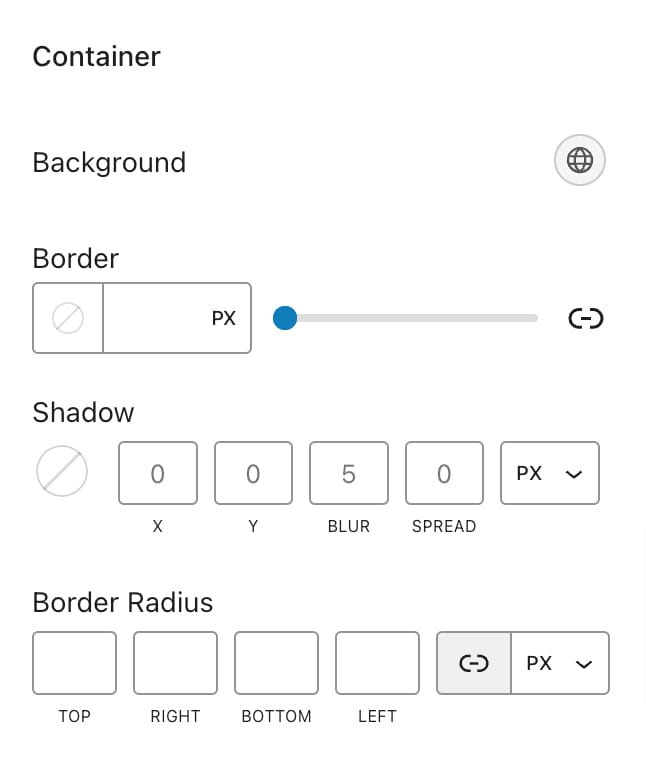 Container
Background
Border
PX
Shadow
0 0 5 0 PX
X Y BLUR SPREAD
Border Radius
PX
TOP RIGHT BOTTOM LEFT